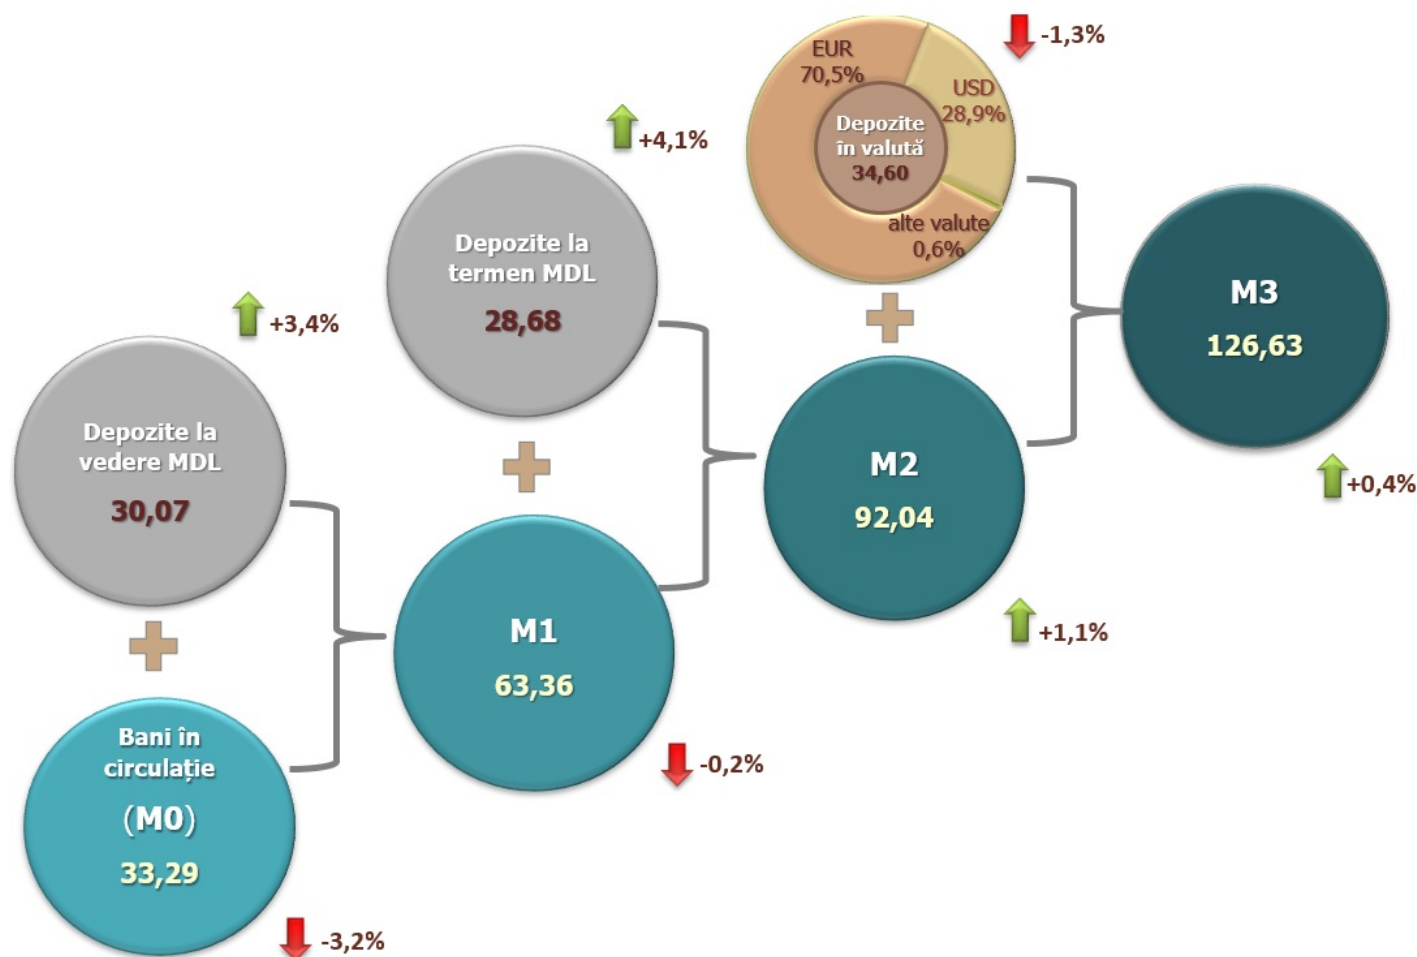 Depozite la
vedere MDL
30,07
+3,4%
Bani în
circulație
(M0)
33,29
-3,2%
Depozite la
termen MDL
28,68
+4,1%
M1
63,36
-0,2%
EUR
70,5%
USD
28,9%
alte valute
0,6%
Depozite
în valută
34,60
-1,3%
M2
92,04
+1,1%
M3
126,63
+0,4%